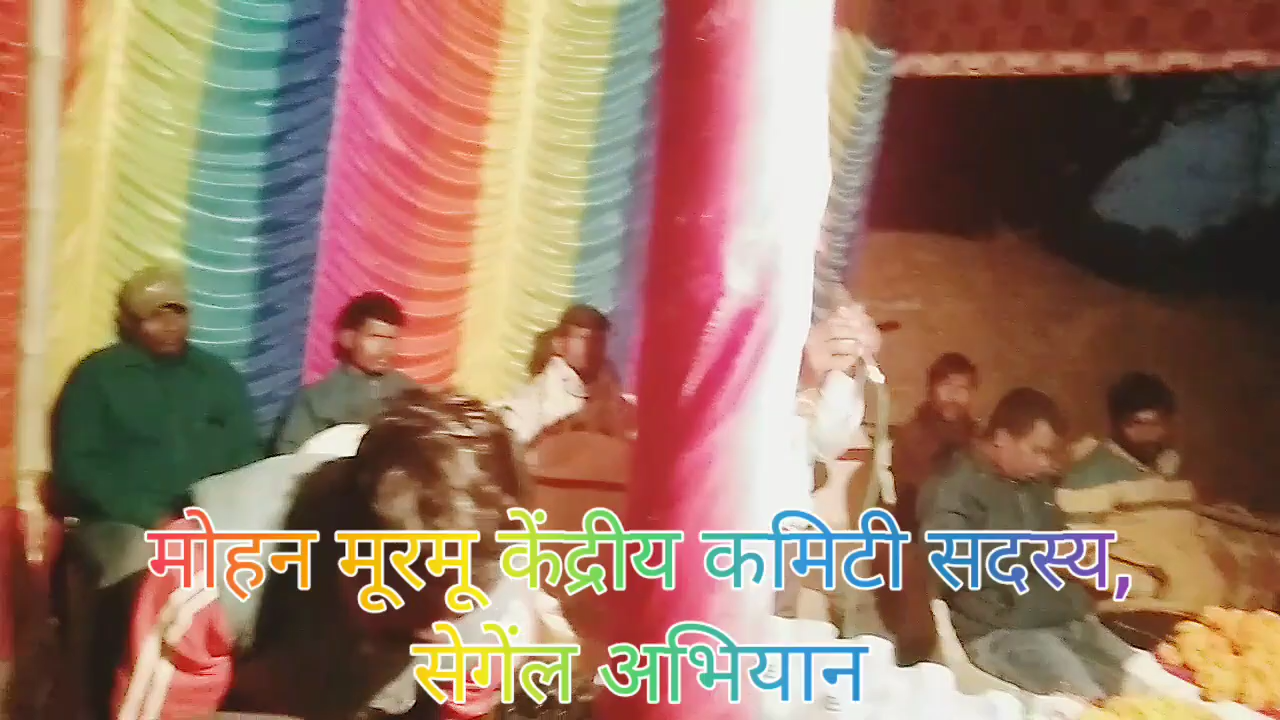 मोहन मूरमू केंद्रीय कमिटी सदस्य,
सेगेंल अभियान